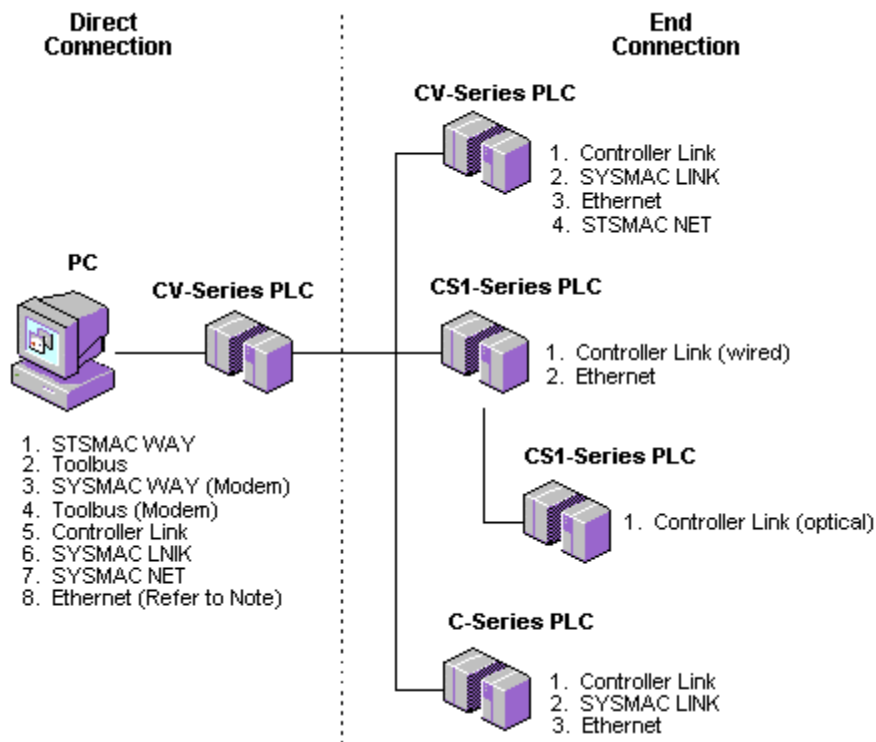 Direct
Connection
End
Connection
CV-Series PLC
1. Controller Link
2. SYSMAC LINK
3. Ethernet
4. STSMAC NET
PC
CV-Series PLC
CS1-Series PLC
1. Controller Link (wired)
2. Ethernet
1. STSMAC WAY
2. Toolbus
3. SYSMAC WAY (Modem)
4. Toolbus (Modem)
5. Controller Link
6. SYSMAC LNIK
7. SYSMAC NET
8. Ethernet (Refer to Note)
CS1-Series PLC
1. Controller Link (optical)
C-Series PLC
1. Controller Link
2. SYSMAC LINK
3. Ethernet